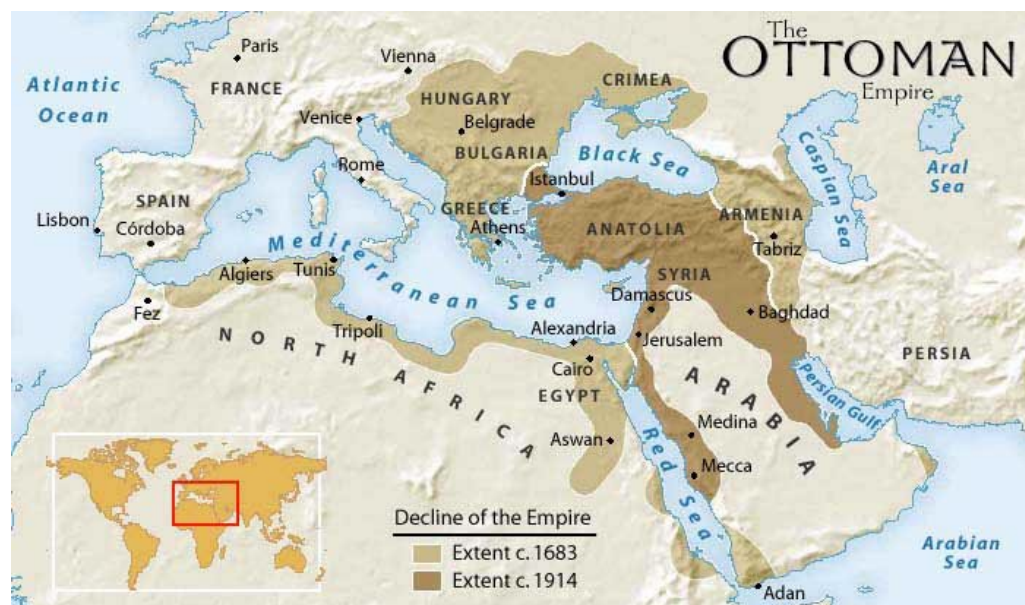 The
OTTOMAN
Empire
Paris
Vienna
Atlantic
Ocean
FRANCE
CRIMEA
HUNGARY
Venice
Belgrade
BULGARIA
Black Sea
Caspian Sea
Aral
Sea
Rome
Istanbul
SPAIN
Lisbon
Córdoba
GREECE
Athens
ANATOLIA
ARMENIA
Tabriz
Mediterranean Sea
Algiers
Tunis
SYRIA
Damascus
Baghdad
Fez
Tripoli
Alexandria
Jerusalem
PERSIA
NORTH AFRICA
Cairo
EGYPT
ARABIA
Persian Gulf
Aswan
Red Sea
Medina
Mecca
Decline of the Empire
Extent c. 1683
Extent c. 1914
Adan
Arabian
Sea